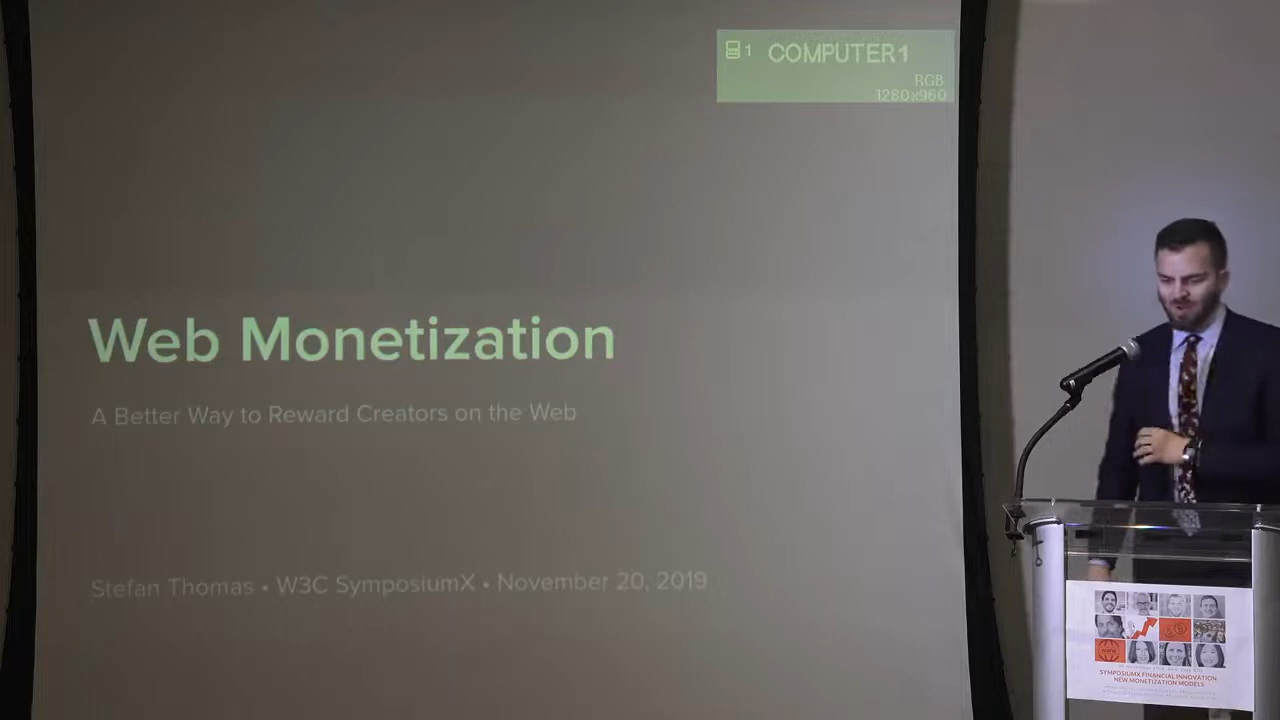 1 COMPUTER1
RGB
1280x960
Web Monetization
A Better Way to Reward Creators on the Web
Stefan Thomas • W3C SymposiumX • November 20, 2019
SYMPOSIUMX FINANCIAL INNOVATION
NEW MONETIZATION MODELS